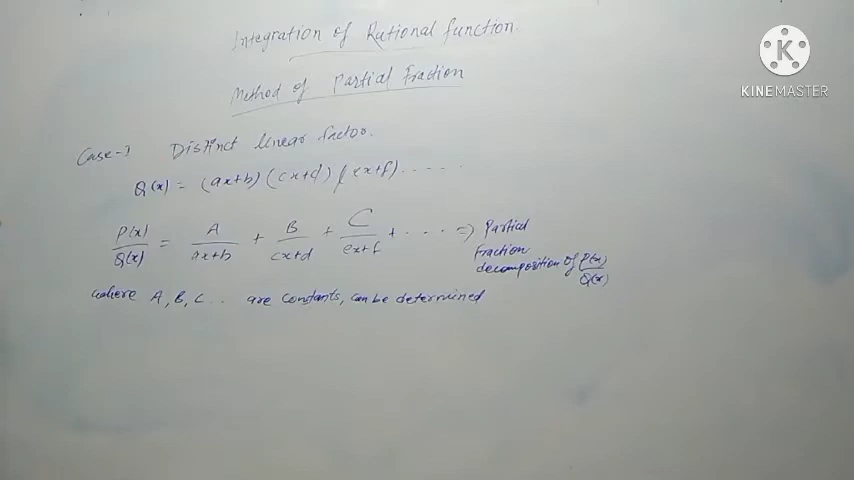 Integration of Rational function.
Method of Partial Fraction
Case-I Distinct linear factor.
Q(x) = (ax+b) (cx+d) (ex+f) .....
P(x)/Q(x) = A/ax+b + B/cx+d + C/ex+f + .... => Partial
Fraction
decomposition of P(x)/Q(x)
where A, B, C.. are constants, can be determined
K
KINEMASTER